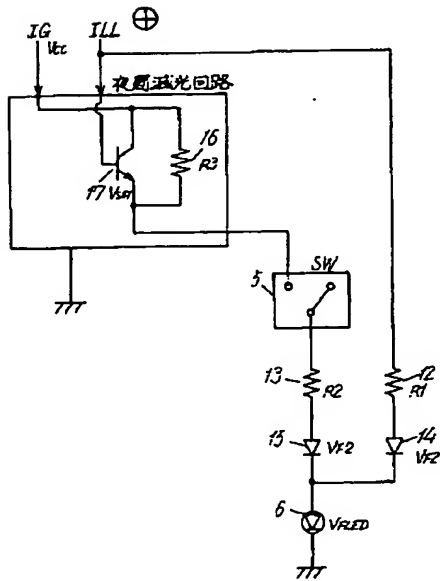 IG ILL ⊕
Vcc
夜間減光回路
16
R3
17 VSAT
SW
5
13 12
R2 R1
15 14
VF2 VF2
6
VFLED